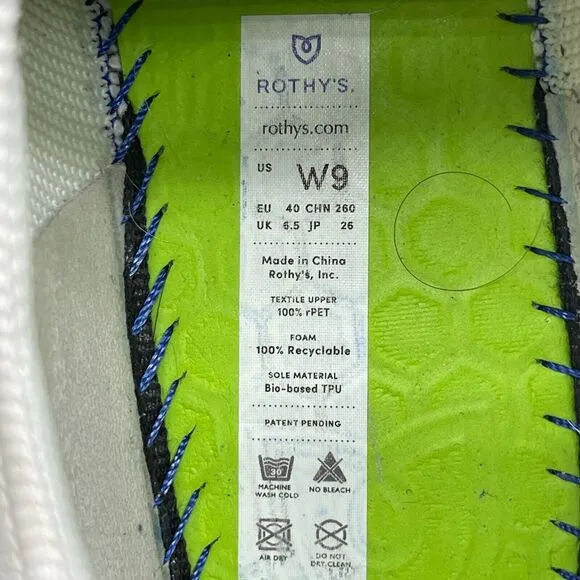 ROTHY'S.
rothys.com
US W9
EU 40 CHN 260
UK 6.5 JP 26
Made in China
Rothy's, Inc.
TEXTILE UPPER
100% rPET
FOAM
100% Recyclable
SOLE MATERIAL
Bio-based TPU
PATENT PENDING
30°
MACHINE WASH COLD
NO BLEACH
AIR DRY
DO NOT DRY CLEAN